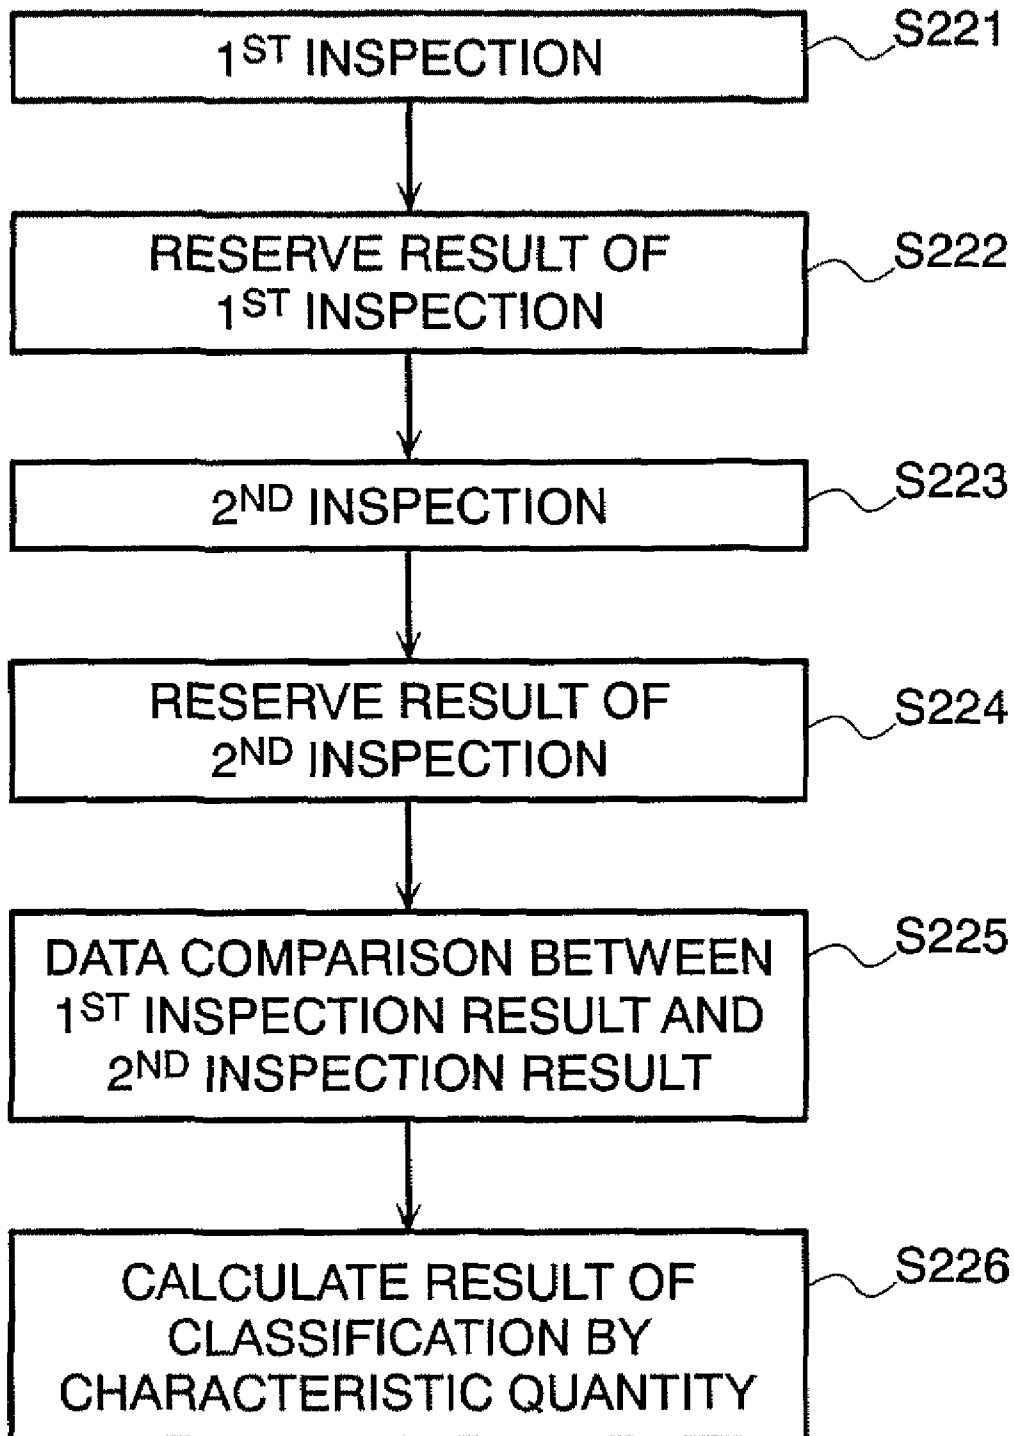 1ST INSPECTION
S221
RESERVE RESULT OF
1ST INSPECTION
S222
2ND INSPECTION
S223
RESERVE RESULT OF
2ND INSPECTION
S224
DATA COMPARISON BETWEEN
1ST INSPECTION RESULT AND
2ND INSPECTION RESULT
S225
CALCULATE RESULT OF
CLASSIFICATION BY
CHARACTERISTIC QUANTITY
S226